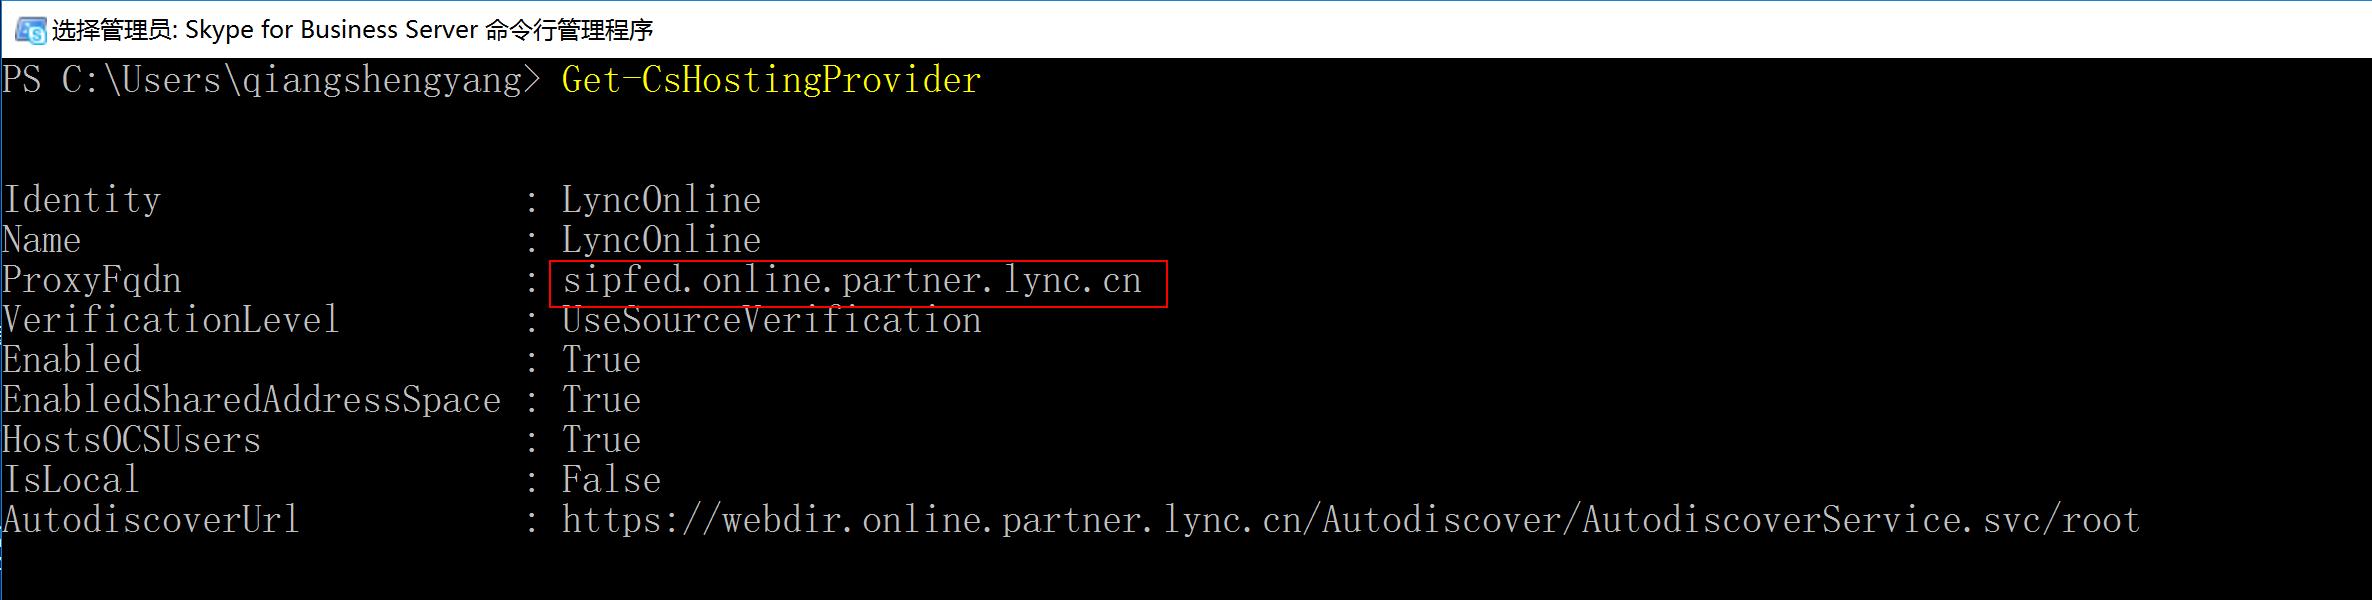 选择管理员: Skype for Business Server 命令行管理程序
PS C:\Users\qiangshengyang> Get-CsHostingProvider
Identity : LyncOnline
Name : LyncOnline
ProxyFqdn : sipfed.online.partner.lync.cn
VerificationLevel : UseSourceVerification
Enabled : True
EnabledSharedAddressSpace : True
HostsOCSUsers : True
IsLocal : False
AutodiscoverUrl : https://webdir.online.partner.lync.cn/Autodiscover/AutodiscoverService.svc/root